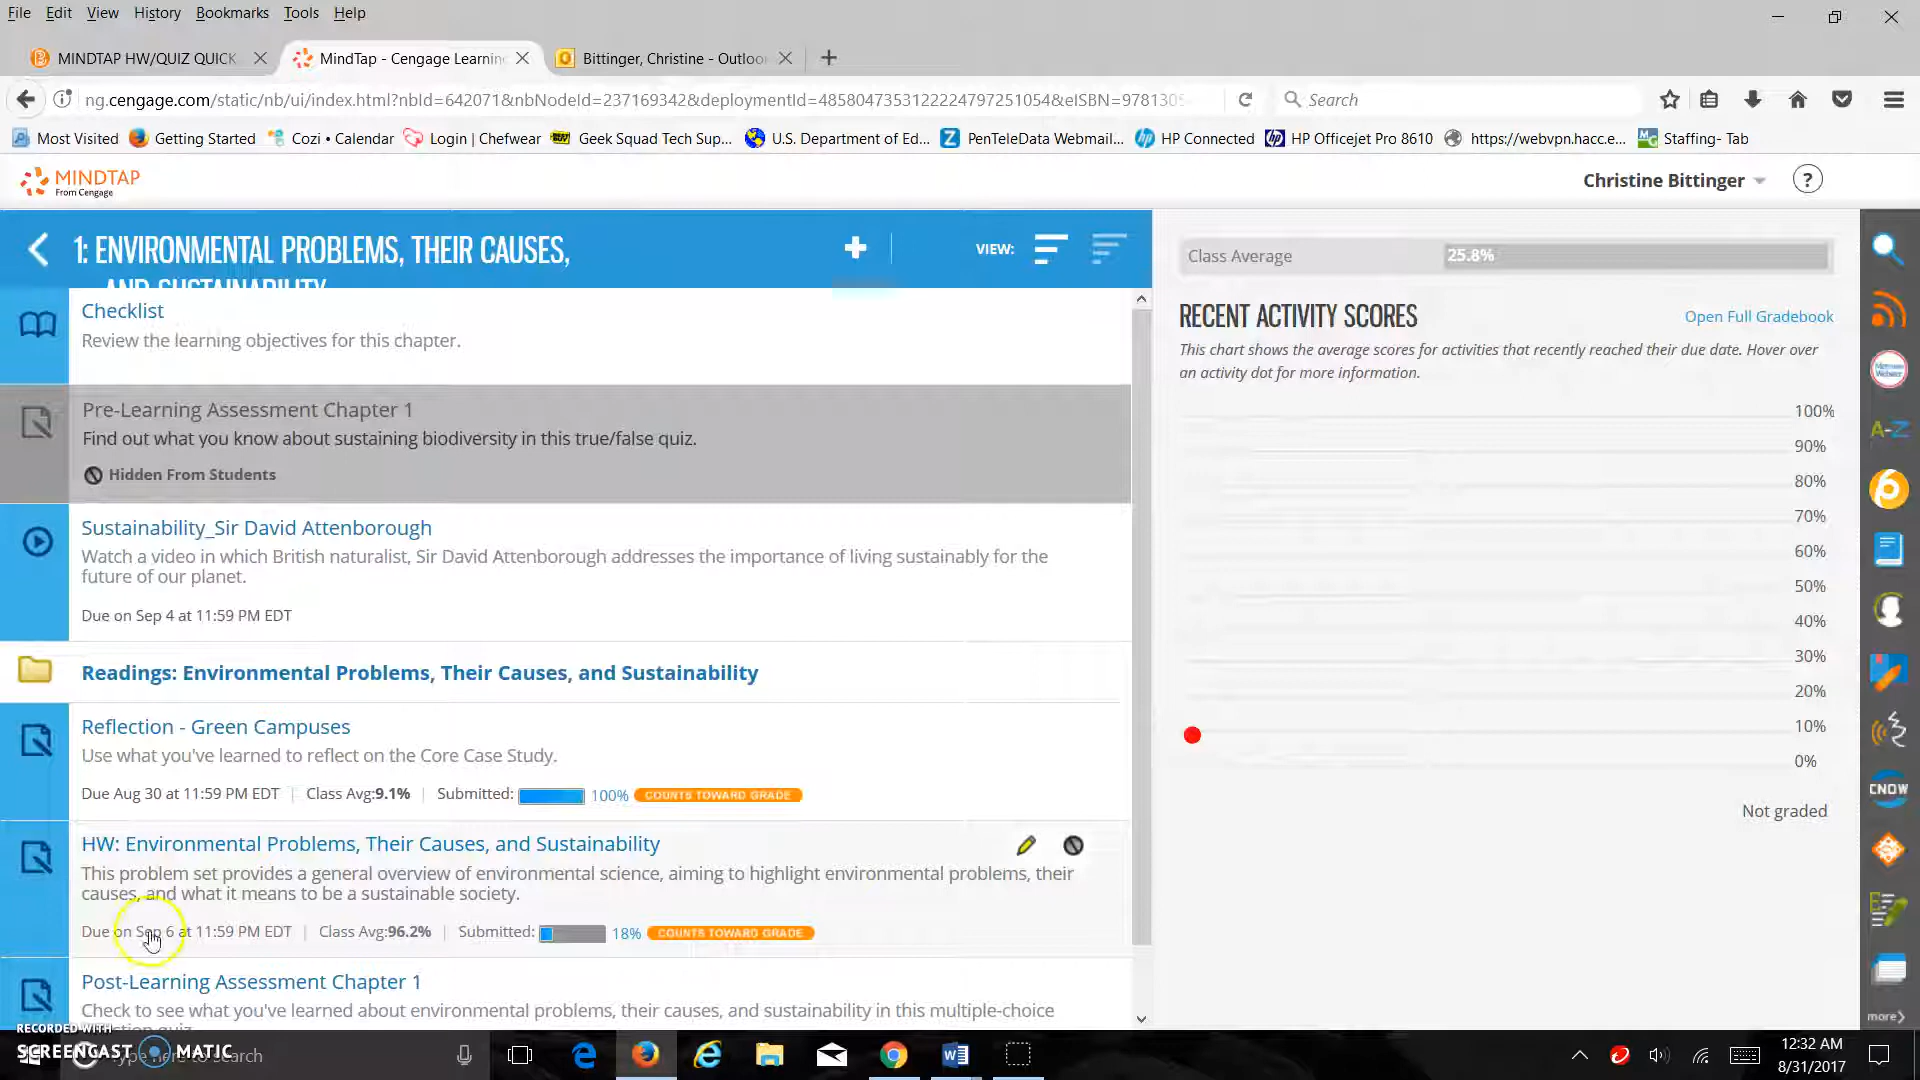 File Edit View History Bookmarks Tools Help
MINDTAP HW/QUIZ QUICK
MindTap - Cengage Learning
Bittinger, Christine - Outloo
ng.cengage.com/static/nb/ui/index.html?nbId=642071&nbNodeId=237169342&deploymentId=4858047353122224797251054&eISBN=9781305
Search
Most Visited Getting Started Cozi • Calendar Login | Chefwear Geek Squad Tech Sup... U.S. Department of Ed... PenTeleData Webmail... HP Connected HP Officejet Pro 8610 https://webvpn.hacc.e... Staffing- Tab
MINDTAP
From Cengage
Christine Bittinger
?
1: ENVIRONMENTAL PROBLEMS, THEIR CAUSES,
AND SUSTAINABILITY
VIEW:
Checklist
Review the learning objectives for this chapter.
Pre-Learning Assessment Chapter 1
Find out what you know about sustaining biodiversity in this true/false quiz.
Hidden From Students
Sustainability_Sir David Attenborough
Watch a video in which British naturalist, Sir David Attenborough addresses the importance of living sustainably for the
future of our planet.
Due on Sep 4 at 11:59 PM EDT
Readings: Environmental Problems, Their Causes, and Sustainability
Reflection - Green Campuses
Use what you've learned to reflect on the Core Case Study.
Due Aug 30 at 11:59 PM EDT | Class Avg:9.1% | Submitted: 100% COUNTS TOWARD GRADE
HW: Environmental Problems, Their Causes, and Sustainability
This problem set provides a general overview of environmental science, aiming to highlight environmental problems, their
causes, and what it means to be a sustainable society.
Due on Sep 6 at 11:59 PM EDT | Class Avg:96.2% | Submitted: 18% COUNTS TOWARD GRADE
Post-Learning Assessment Chapter 1
Check to see what you've learned about environmental problems, their causes, and sustainability in this multiple-choice
Class Average 25.8%
RECENT ACTIVITY SCORES
Open Full Gradebook
This chart shows the average scores for activities that recently reached their due date. Hover over
an activity dot for more information.
100%
90%
80%
70%
60%
50%
40%
30%
20%
10%
0%
Not graded
A-Z
CNOW
more
RECORDED WITH
SCREENCAST MATIC
Type here to search
12:32 AM
8/31/2017